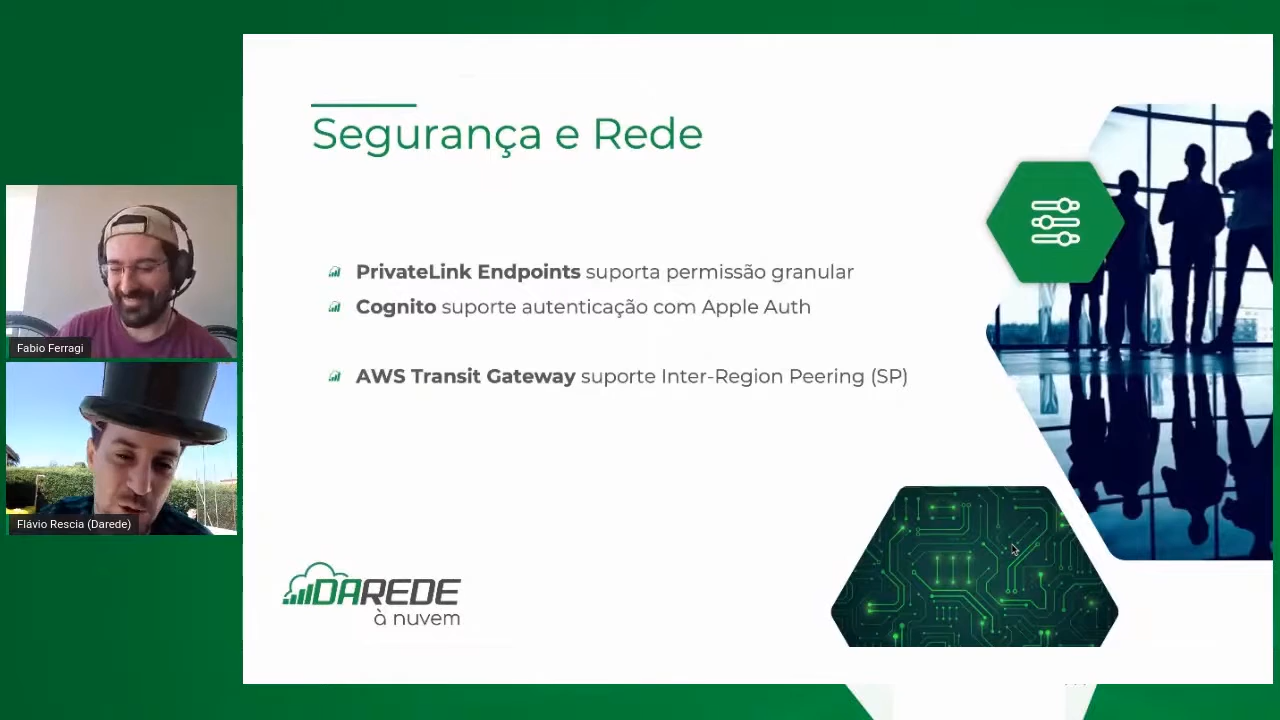 Segurança e Rede
PrivateLink Endpoints suporta permissão granular
Cognito suporte autenticação com Apple Auth
AWS Transit Gateway suporte Inter-Region Peering (SP)
Fabio Ferragi
Flávio Rescia (Darede)
DAREDE
à nuvem